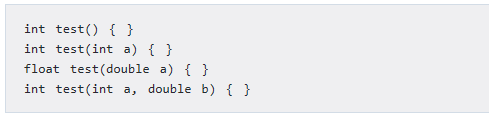 int test() { }
int test(int a) { }
float test(double a) { }
int test(int a, double b) { }